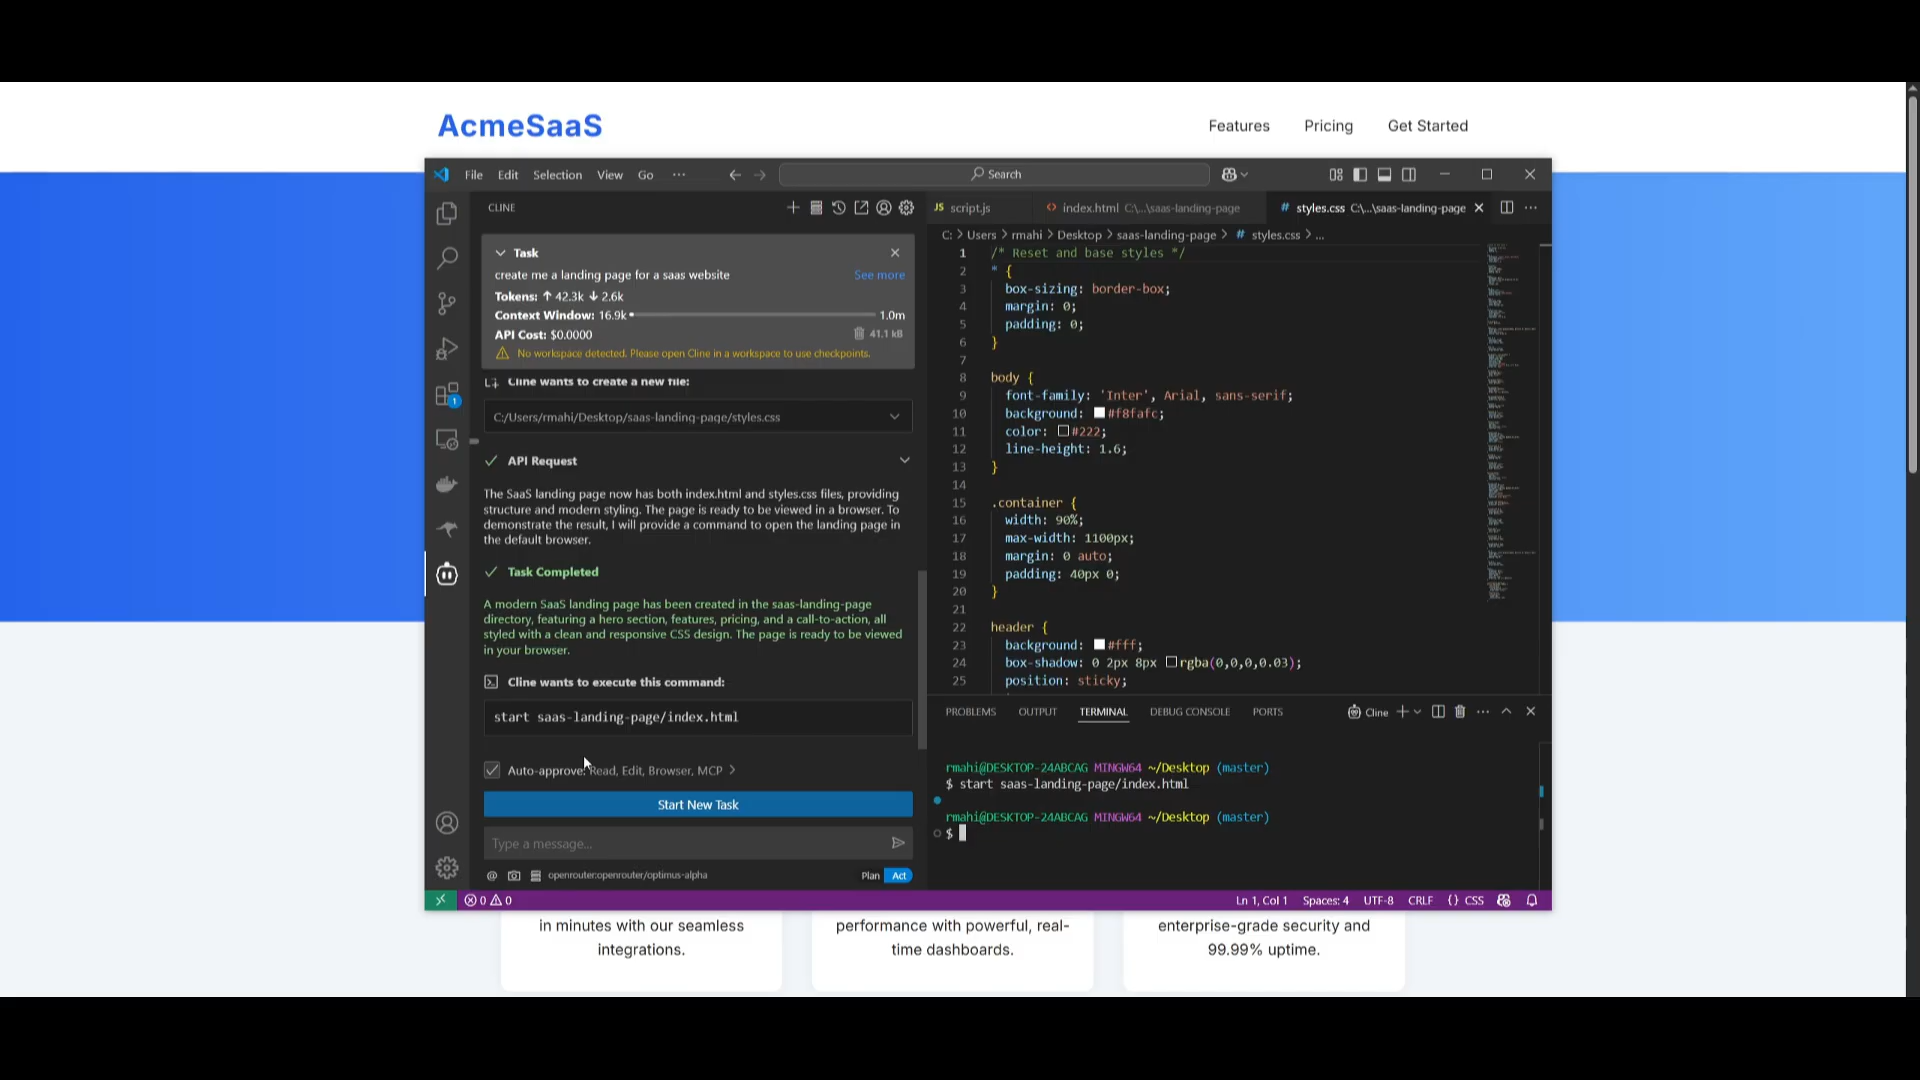 AcmeSaaS
Features Pricing Get Started
File Edit Selection View Go ··· Search
CLINE
Task
create me a landing page for a saas website See more
Tokens: ↑ 42.3k ↓ 2.6k
Context Window: 16.9k 1.0m
API Cost: $0.0000 41.1 kB
No workspace detected. Please open Cline in a workspace to use checkpoints.
Cline wants to create a new file:
C:/Users/rmahi/Desktop/saas-landing-page/styles.css
API Request
The SaaS landing page now has both index.html and styles.css files, providing
structure and modern styling. The page is ready to be viewed in a browser. To
demonstrate the result, I will provide a command to open the landing page in
the default browser.
Task Completed
A modern SaaS landing page has been created in the saas-landing-page
directory, featuring a hero section, features, pricing, and a call-to-action, all
styled with a clean and responsive CSS design. The page is ready to be viewed
in your browser.
Cline wants to execute this command:
start saas-landing-page/index.html
Auto-approve: Read, Edit, Browser, MCP >
Start New Task
Type a message...
@ openrouter:openrouter/optimus-alpha Plan Act
1
JS script.js <> index.html C:\...\saas-landing-page # styles.css C:\...\saas-landing-page
C: > Users > rmahi > Desktop > saas-landing-page > # styles.css > ...
1 /* Reset and base styles */
2 * {
3 box-sizing: border-box;
4 margin: 0;
5 padding: 0;
6 }
7
8 body {
9 font-family: 'Inter', Arial, sans-serif;
10 background: #f8fafc;
11 color: #222;
12 line-height: 1.6;
13 }
14
15 .container {
16 width: 90%;
17 max-width: 1100px;
18 margin: 0 auto;
19 padding: 40px 0;
20 }
21
22 header {
23 background: #fff;
24 box-shadow: 0 2px 8px rgba(0,0,0,0.03);
25 position: sticky;
PROBLEMS OUTPUT TERMINAL DEBUG CONSOLE PORTS Cline
rmahi@DESKTOP-24ABCAG MINGW64 ~/Desktop (master)
$ start saas-landing-page/index.html
rmahi@DESKTOP-24ABCAG MINGW64 ~/Desktop (master)
$
0 0 Ln 1, Col 1 Spaces: 4 UTF-8 CRLF {} CSS
in minutes with our seamless
integrations.
performance with powerful, real-
time dashboards.
enterprise-grade security and
99.99% uptime.